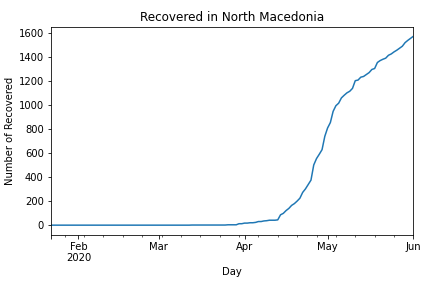 Recovered in North Macedonia
1600
1400
1200
1000
800
600
400
200
0
Number of Recovered
Feb
2020
Mar
Apr
May
Jun
Day